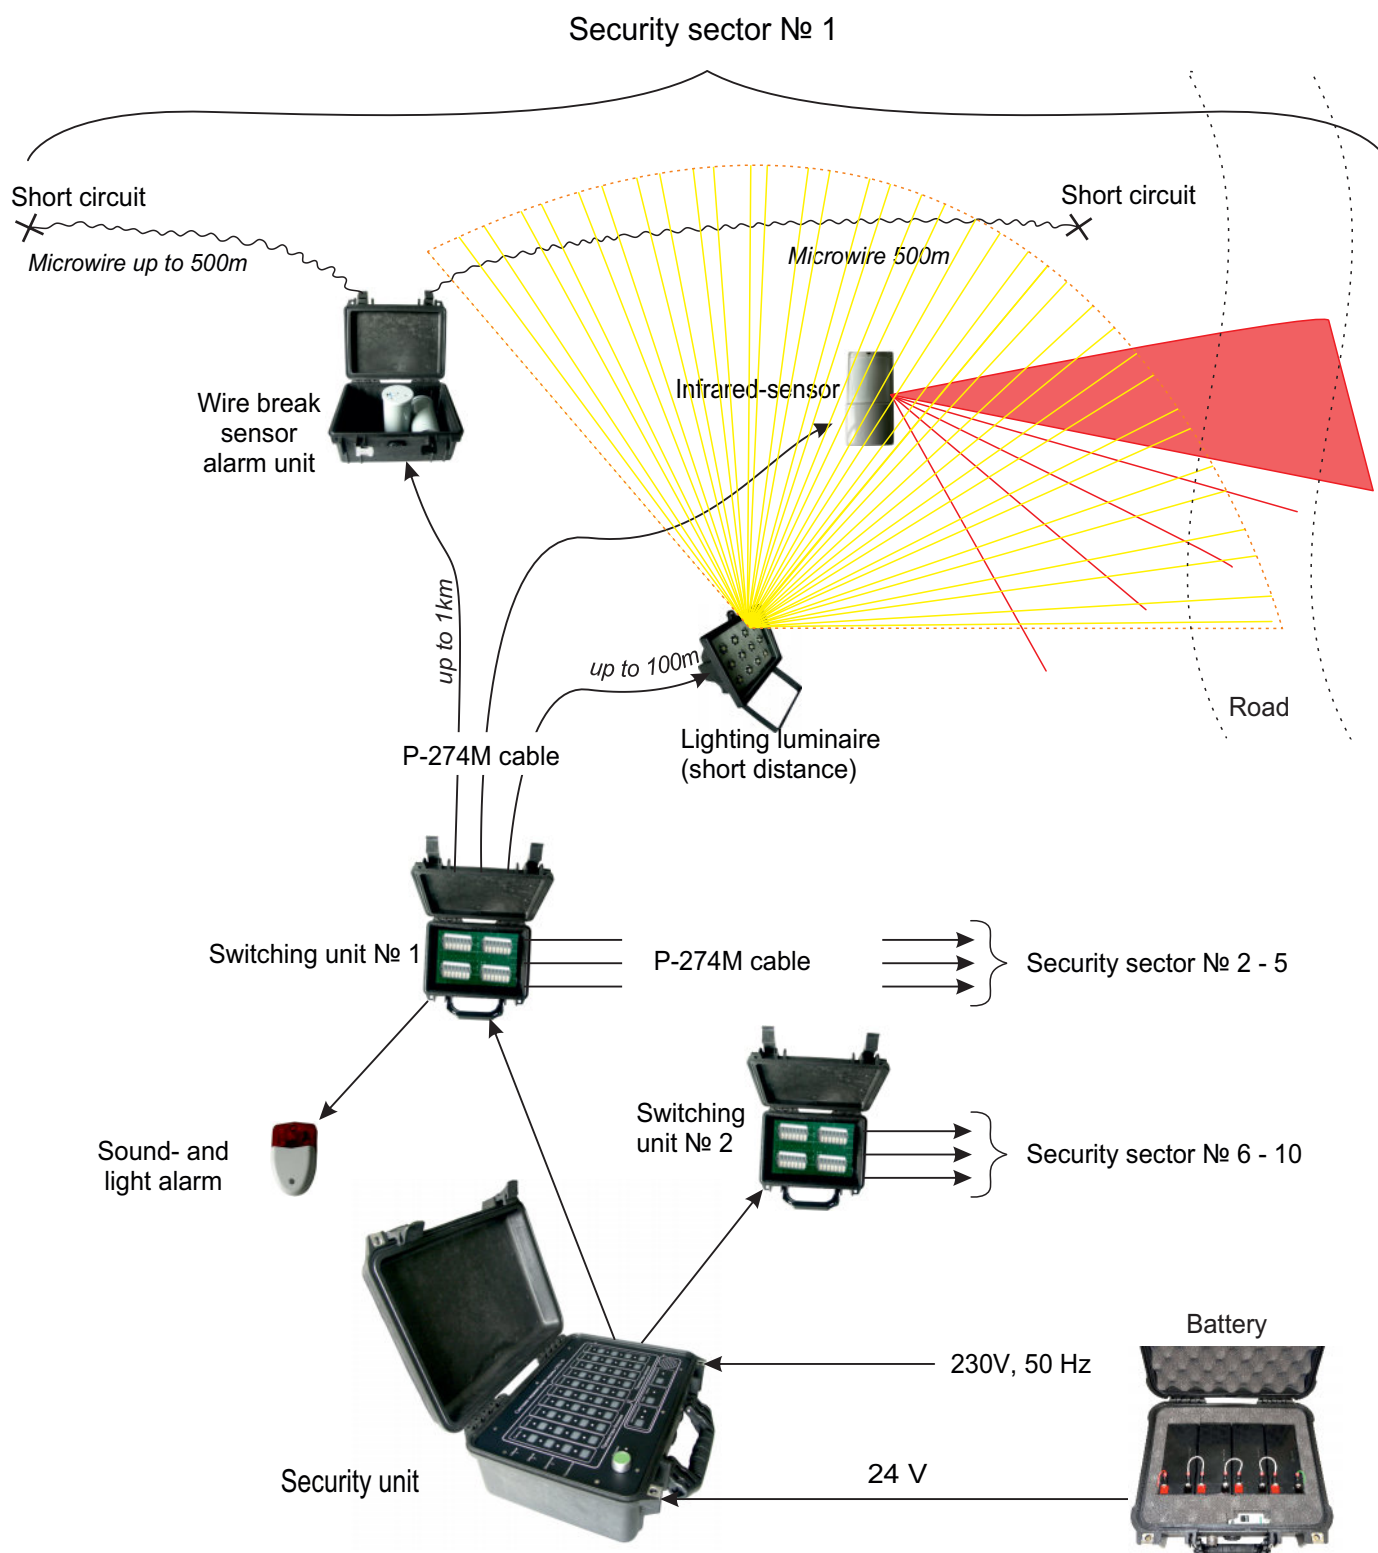 Security sector № 1
Short circuit
Short circuit
Microwire up to 500m
Microwire 500m
Infrared-sensor
Wire break
sensor
alarm unit
up to 1km
up to 100m
Road
Lighting luminaire
(short distance)
P-274M cable
Switching unit № 1
P-274M cable
Security sector № 2 - 5
Switching
unit № 2
Sound- and
light alarm
Security sector № 6 - 10
Battery
230V, 50 Hz
24 V
Security unit